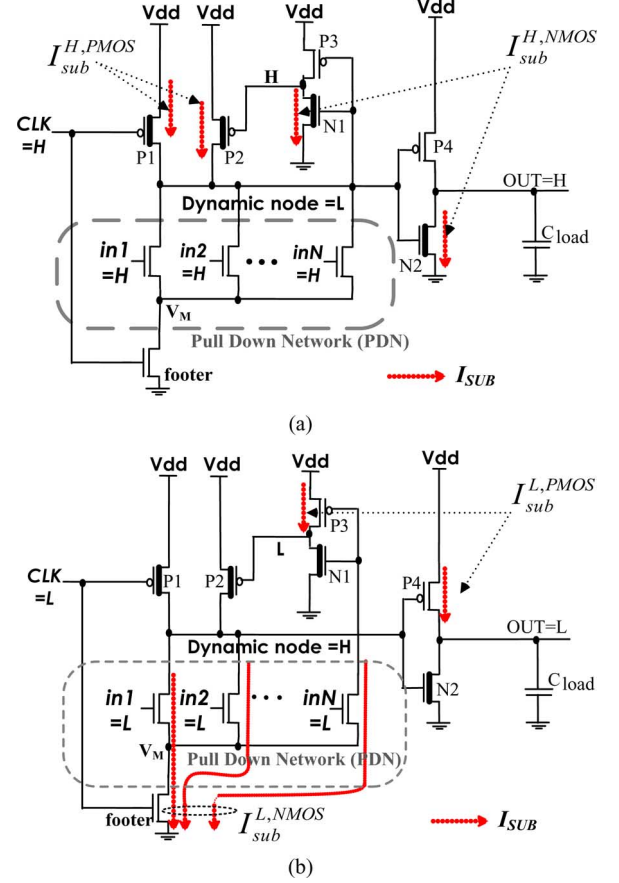 Vdd Vdd Vdd Vdd
I_sub^{H,PMOS}
P3
I_sub^{H,NMOS}
H
CLK
=H
P1
P2
N1
P4
OUT=H
Dynamic node =L
in1
=H
in2
=H
• • •
inN
=H
N2
C_load
V_M
Pull Down Network (PDN)
footer
I_SUB
(a)
Vdd Vdd Vdd Vdd
I_sub^{L,PMOS}
P3
L
CLK
=L
P1
P2
N1
P4
OUT=L
Dynamic node =H
in1
=L
in2
=L
• • •
inN
=L
N2
C_load
V_M
Pull Down Network (PDN)
footer
I_sub^{L,NMOS}
I_SUB
(b)